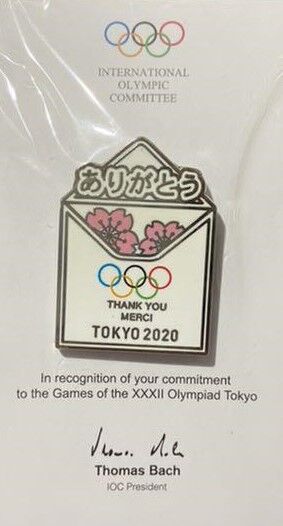 INTERNATIONAL
OLYMPIC
COMMITTEE
ありがとう
THANK YOU
MERCI
TOKYO 2020
In recognition of your commitment
to the Games of the XXXII Olympiad Tokyo
Thomas Bach
IOC President